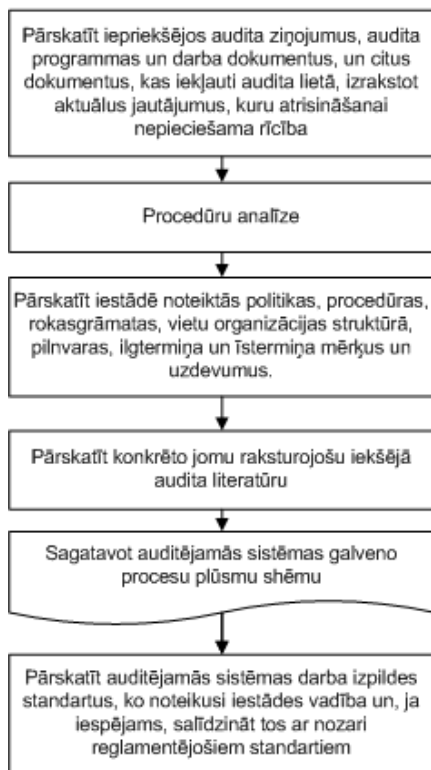 Pārskatīt iepriekšējos audita ziņojumus, audita
programmas un darba dokumentus, un citus
dokumentus, kas iekļauti audita lietā, izrakstot
aktuālus jautājumus, kuru atrisināšanai
nepieciešama rīcība
Procedūru analīze
Pārskatīt iestādē noteiktās politikas, procedūras,
rokasgrāmatas, vietu organizācijas struktūrā,
pilnvaras, ilgtermiņa un īstermiņa mērķus un
uzdevumus.
Pārskatīt konkrēto jomu raksturojošu iekšējā
audita literatūru
Sagatavot auditējamās sistēmas galveno
procesu plūsmu shēmu
Pārskatīt auditējamās sistēmas darba izpildes
standartus, ko noteikusi iestādes vadība un, ja
iespējams, salīdzināt tos ar nozari
reglamentējošiem standartiem